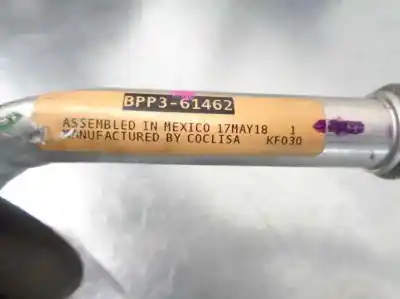 BPP3-61462
ASSEMBLED IN MEXICO 17MAY18 1
MANUFACTURED BY COCLISA KF030